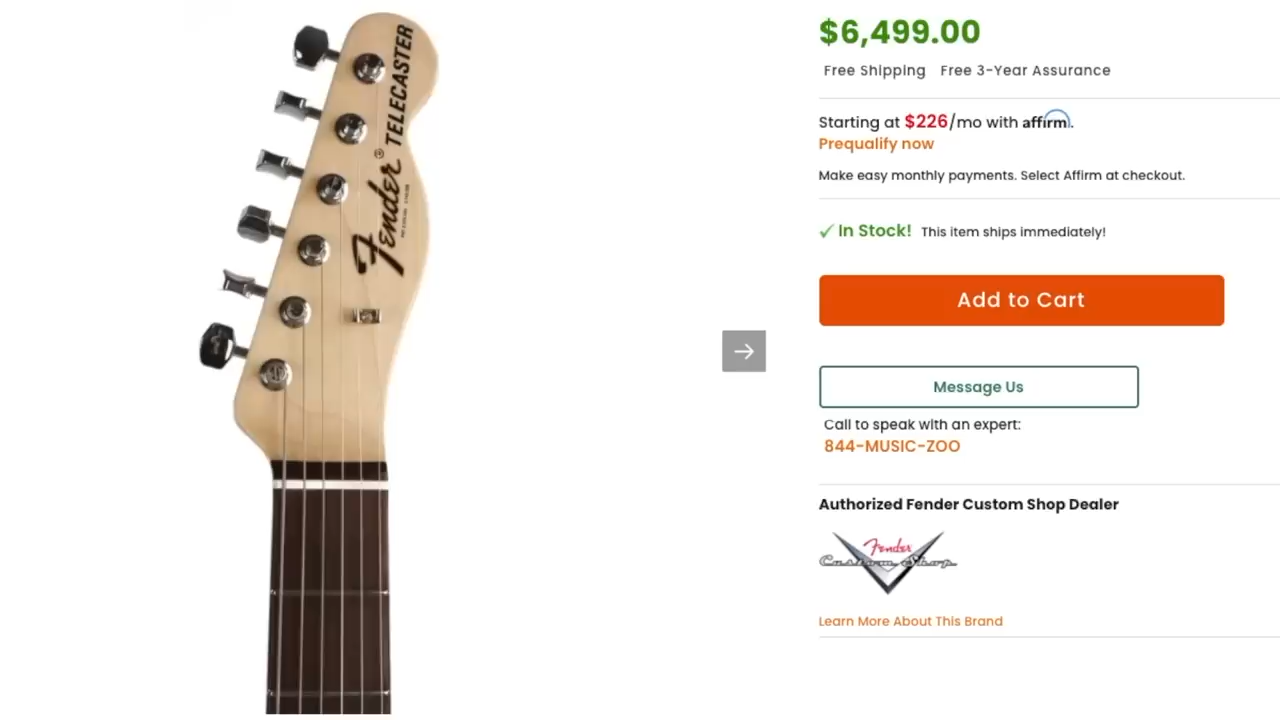 TELECASTER
Fender®
$6,499.00
Free Shipping Free 3-Year Assurance
Starting at $226/mo with affirm.
Prequalify now
Make easy monthly payments. Select Affirm at checkout.
✓ In Stock! This item ships immediately!
Add to Cart
Message Us
Call to speak with an expert:
844-MUSIC-ZOO
Authorized Fender Custom Shop Dealer
Fender
Custom Shop
Learn More About This Brand